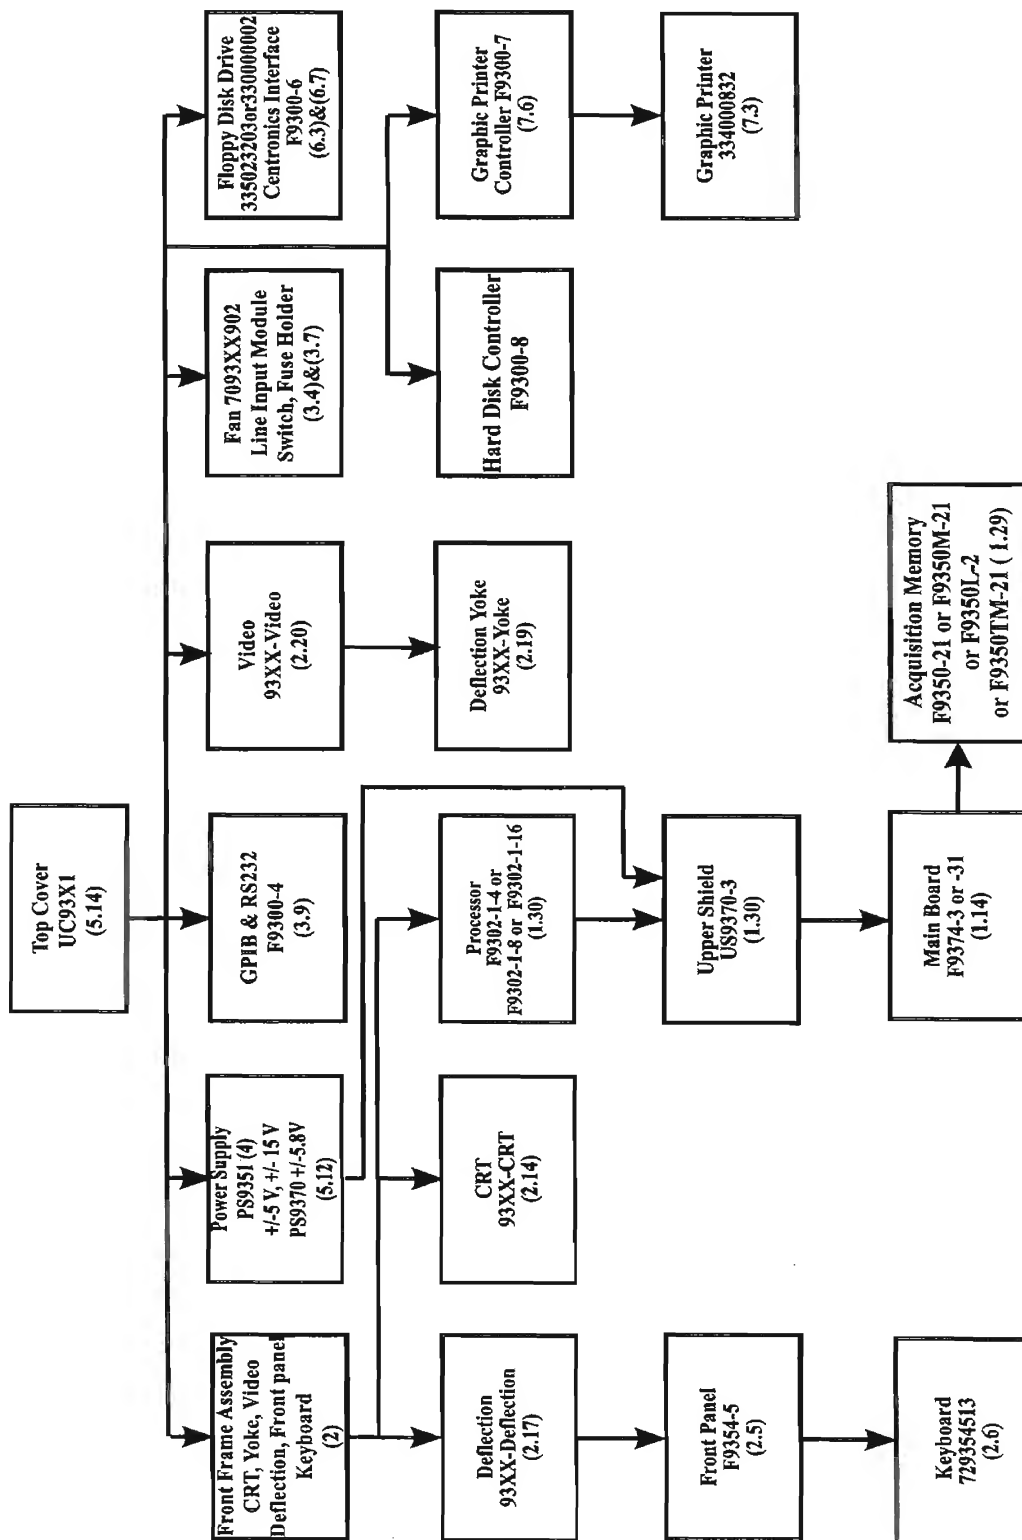 Top Cover
UC93X1
(5.14)
Front Frame Assembly
CRT, Yoke, Video
Deflection, Front panel
Keyboard
(2)
Power Supply
PS9351 (4)
+/-5 V, +/- 15 V
PS9370 +/-5.8V
(5.12)
GPIB & RS232
F9300-4
(3.9)
Video
93XX-Video
(2.20)
Fan 7093XX902
Line Input Module
Switch, Fuse Holder
(3.4)&(3.7)
Floppy Disk Drive
335023203or330000002
Centronics Interface
F9300-6
(6.3)&(6.7)
Deflection
93XX-Deflection
(2.17)
CRT
93XX-CRT
(2.14)
Processor
F9302-1-4 or
F9302-1-8 or F9302-1-16
(1.30)
Deflection Yoke
93XX-Yoke
(2.19)
Hard Disk Controller
F9300-8
Graphic Printer
Controller F9300-7
(7.6)
Front Panel
F9354-5
(2.5)
Upper Shield
US9370-3
(1.30)
Graphic Printer
334000832
(7.3)
Keyboard
729354513
(2.6)
Main Board
F9374-3 or -31
(1.14)
Acquisition Memory
F9350-21 or F9350M-21
or F9350L-2
or F9350TM-21 ( 1.29)